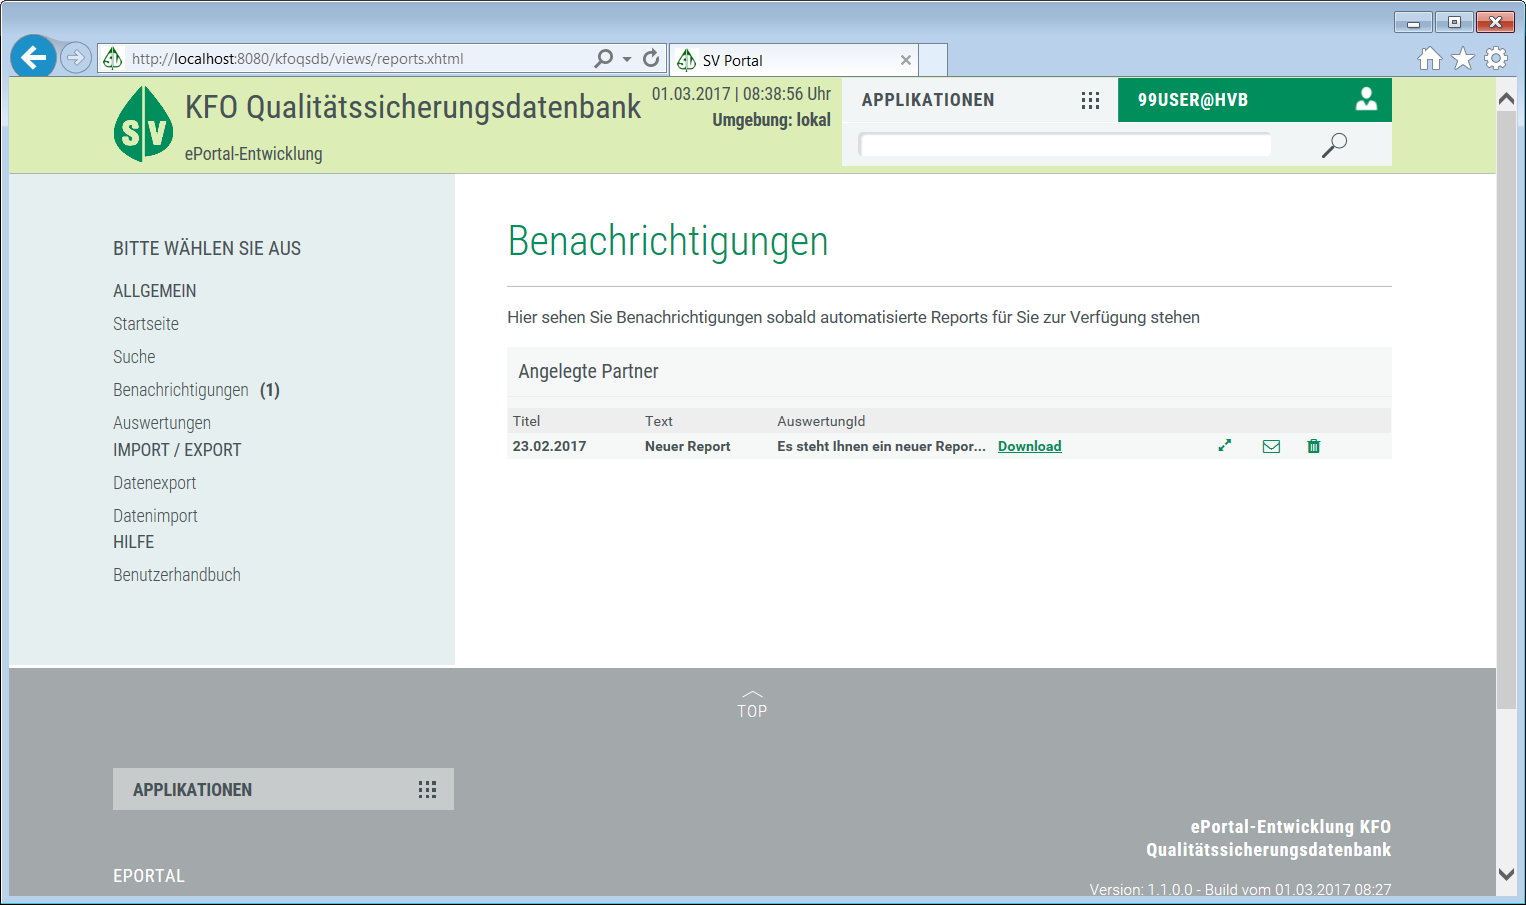 http://localhost:8080/kfoqsdb/views/reports.xhtml
SV Portal
SV
KFO Qualitätssicherungsdatenbank
ePortal-Entwicklung
01.03.2017 | 08:38:56 Uhr
Umgebung: lokal
APPLIKATIONEN
99USER@HVB
BITTE WÄHLEN SIE AUS
ALLGEMEIN
Startseite
Suche
Benachrichtigungen (1)
Auswertungen
IMPORT / EXPORT
Datenexport
Datenimport
HILFE
Benutzerhandbuch
Benachrichtigungen
Hier sehen Sie Benachrichtigungen sobald automatisierte Reports für Sie zur Verfügung stehen
Angelegte Partner
Titel Text AuswertungId
23.02.2017 Neuer Report Es steht Ihnen ein neuer Repor... Download
TOP
APPLIKATIONEN
EPORTAL
ePortal-Entwicklung KFO
Qualitätssicherungsdatenbank
Version: 1.1.0.0 - Build vom 01.03.2017 08:27